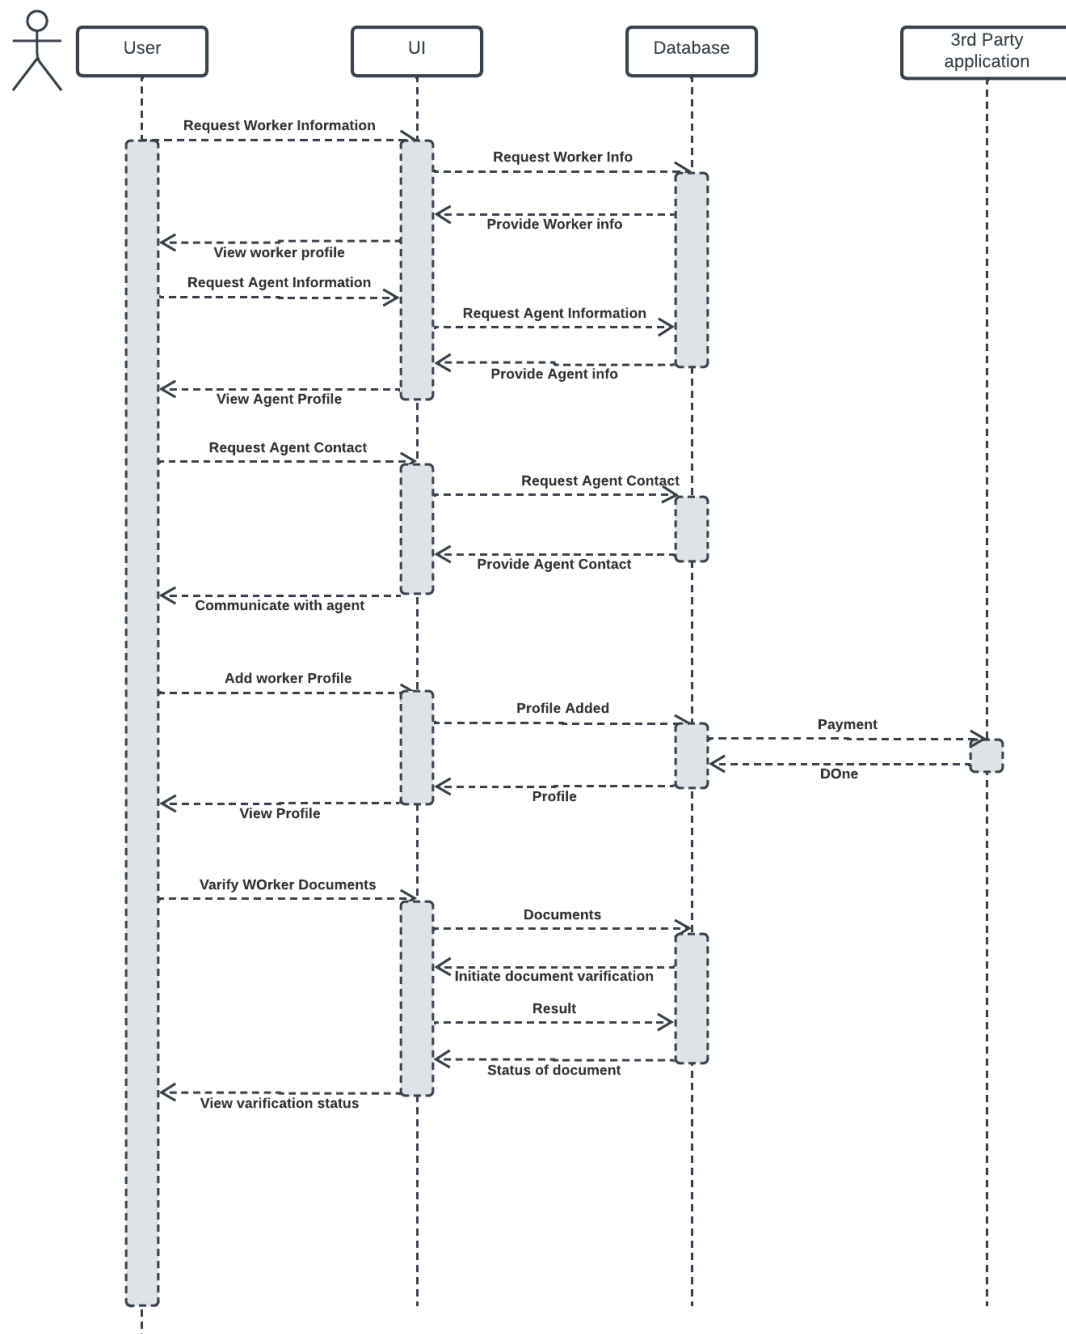 User
UI
Database
3rd Party
application
Request Worker Information
Request Worker Info
Provide Worker info
View worker profile
Request Agent Information
Request Agent Information
Provide Agent info
View Agent Profile
Request Agent Contact
Request Agent Contact
Provide Agent Contact
Communicate with agent
Add worker Profile
Profile Added
Payment
DOne
Profile
View Profile
Varify WOrker Documents
Documents
Initiate document varification
Result
Status of document
View varification status